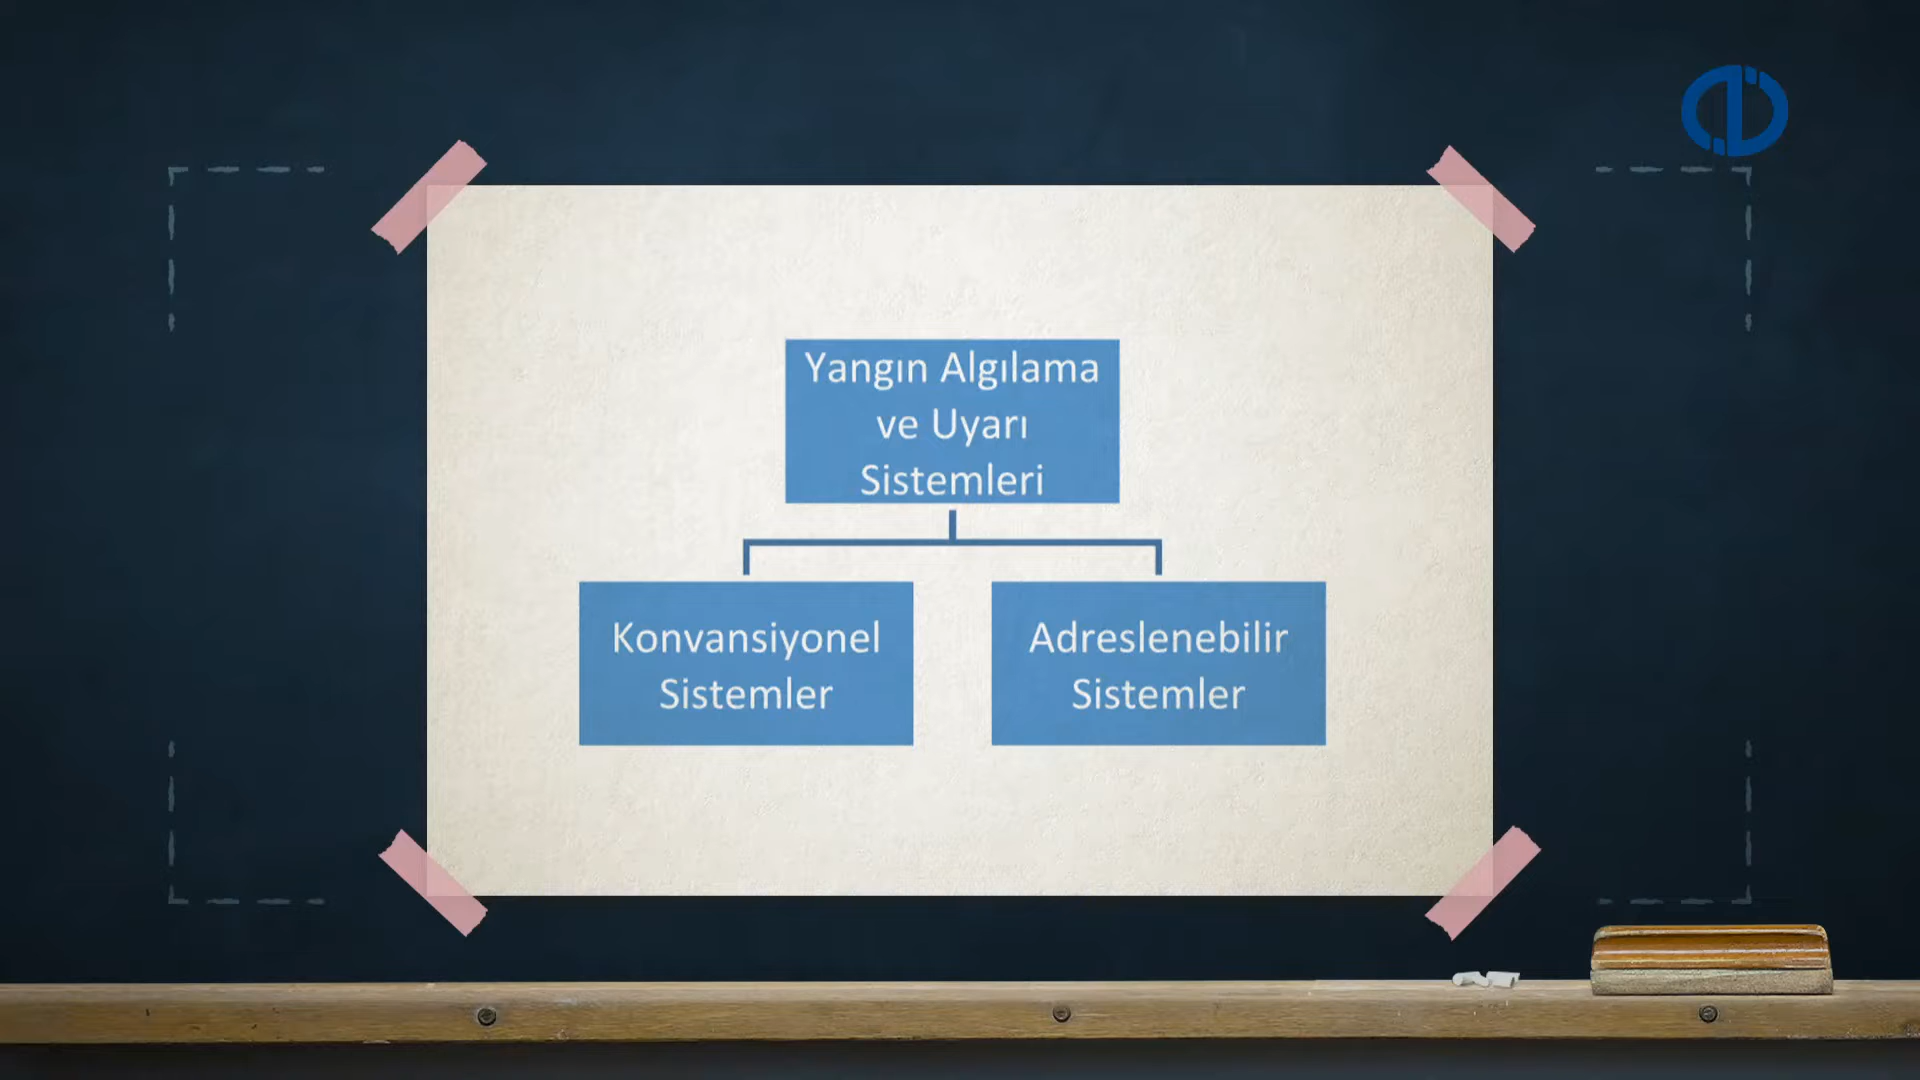 Yangın Algılama
ve Uyarı
Sistemleri
Konvansiyonel
Sistemler
Adreslenebilir
Sistemler